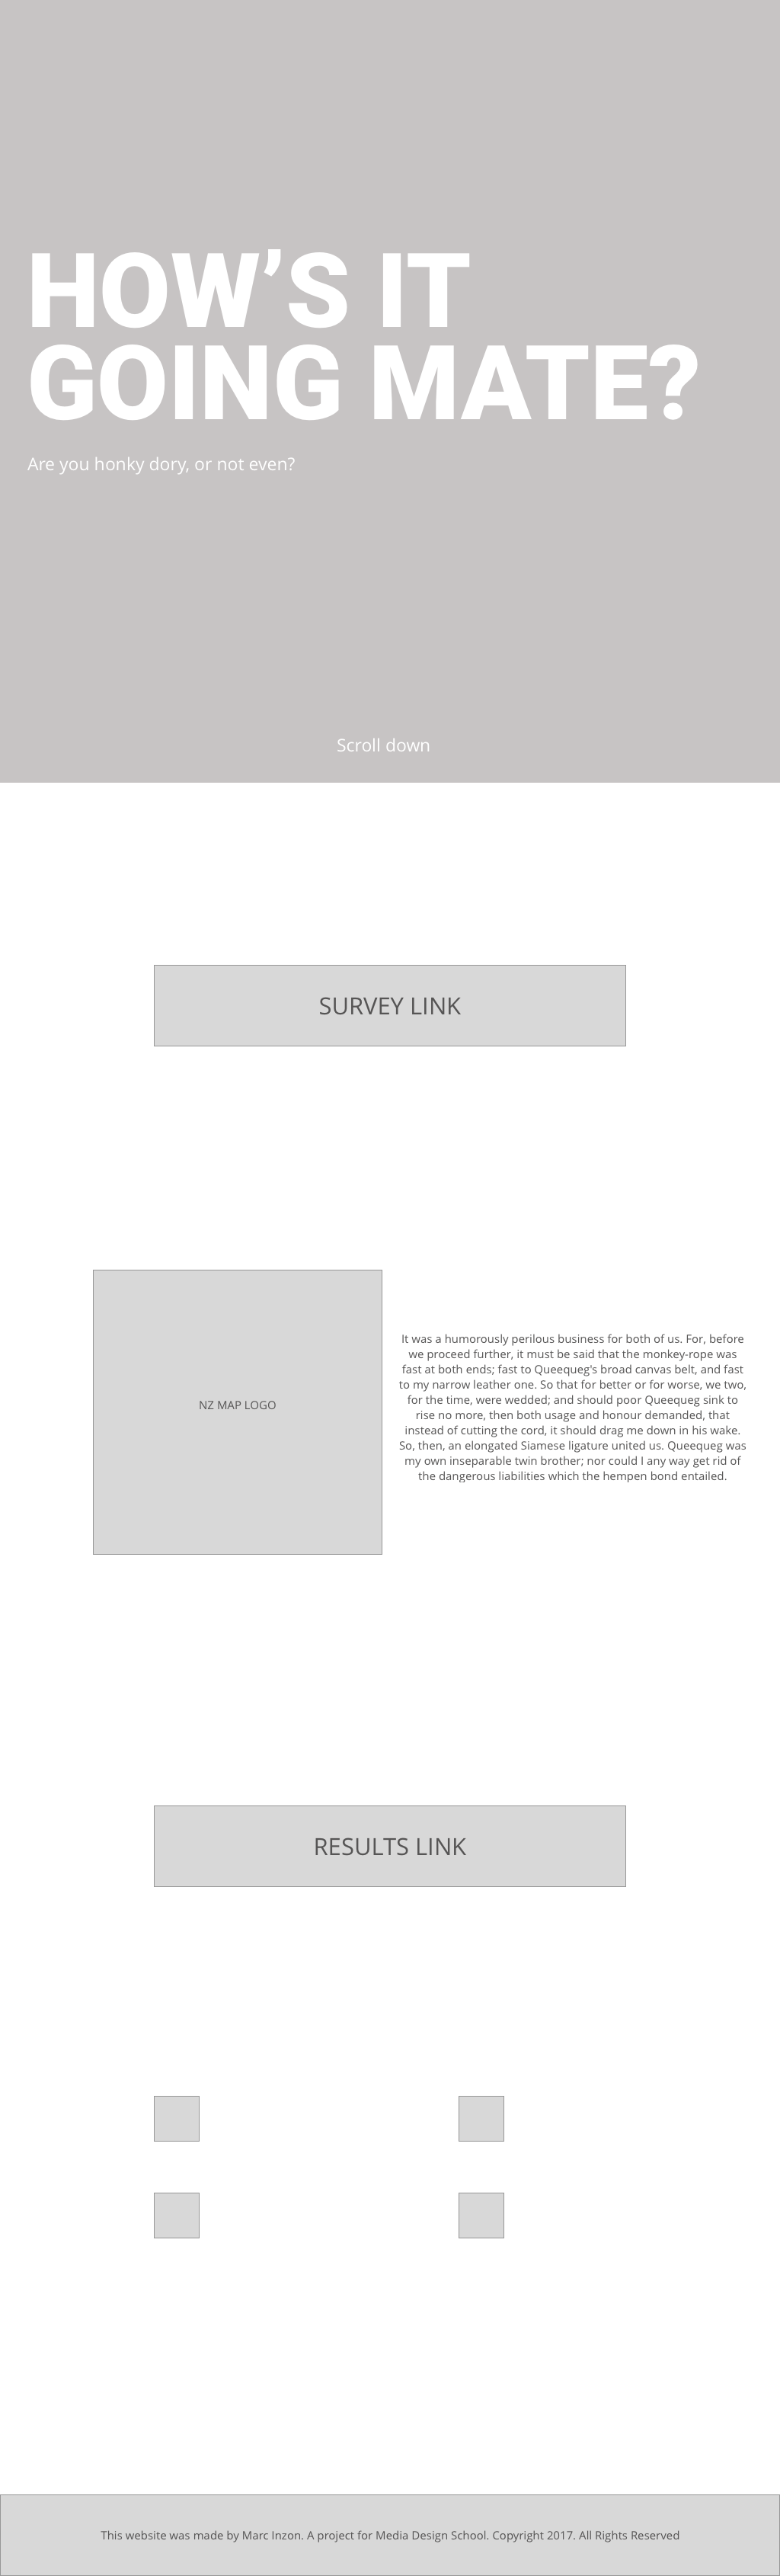 HOW’S IT
GOING MATE?
Are you honky dory, or not even?
Scroll down
SURVEY LINK
NZ MAP LOGO
It was a humorously perilous business for both of us. For, before
we proceed further, it must be said that the monkey-rope was
fast at both ends; fast to Queequeg's broad canvas belt, and fast
to my narrow leather one. So that for better or for worse, we two,
for the time, were wedded; and should poor Queequeg sink to
rise no more, then both usage and honour demanded, that
instead of cutting the cord, it should drag me down in his wake.
So, then, an elongated Siamese ligature united us. Queequeg was
my own inseparable twin brother; nor could I any way get rid of
the dangerous liabilities which the hempen bond entailed.
RESULTS LINK
This website was made by Marc Inzon. A project for Media Design School. Copyright 2017. All Rights Reserved